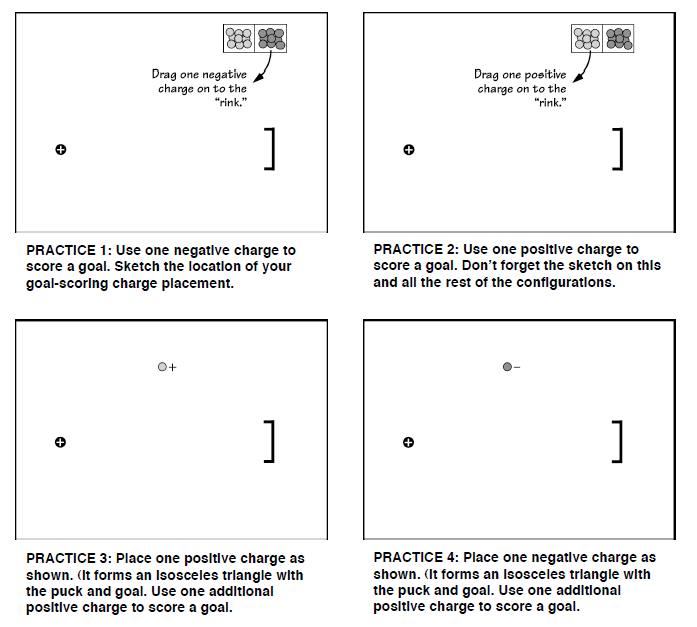 Drag one negative
charge on to the
“rink.”
Drag one positive
charge on to the
“rink.”
+
+
PRACTICE 1: Use one negative charge to
score a goal. Sketch the location of your
goal-scoring charge placement.
PRACTICE 2: Use one positive charge to
score a goal. Don’t forget the sketch on this
and all the rest of the configurations.
+
–
+
+
PRACTICE 3: Place one positive charge as
shown. (It forms an isosceles triangle with
the puck and goal. Use one additional
positive charge to score a goal.
PRACTICE 4: Place one negative charge as
shown. (It forms an isosceles triangle with
the puck and goal. Use one additional
positive charge to score a goal.